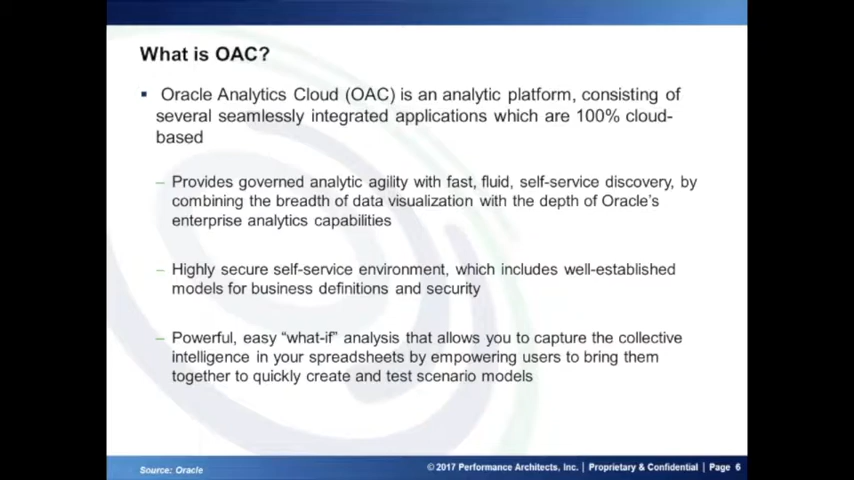 What is OAC?
▪ Oracle Analytics Cloud (OAC) is an analytic platform, consisting of
several seamlessly integrated applications which are 100% cloud-
based
– Provides governed analytic agility with fast, fluid, self-service discovery, by
combining the breadth of data visualization with the depth of Oracle’s
enterprise analytics capabilities
– Highly secure self-service environment, which includes well-established
models for business definitions and security
– Powerful, easy “what-if” analysis that allows you to capture the collective
intelligence in your spreadsheets by empowering users to bring them
together to quickly create and test scenario models
Source: Oracle
© 2017 Performance Architects, Inc. | Proprietary & Confidential | Page 6